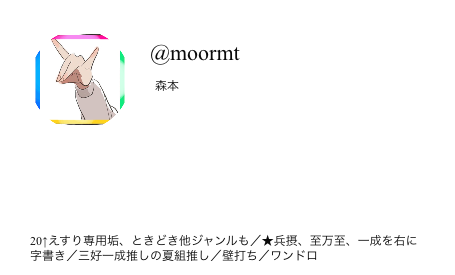 @moormt
森本
20↑えすり専用垢、ときどき他ジャンルも／★兵摂、至万至、一成を右に
字書き／三好一成推しの夏組推し／壁打ち／ワンドロ